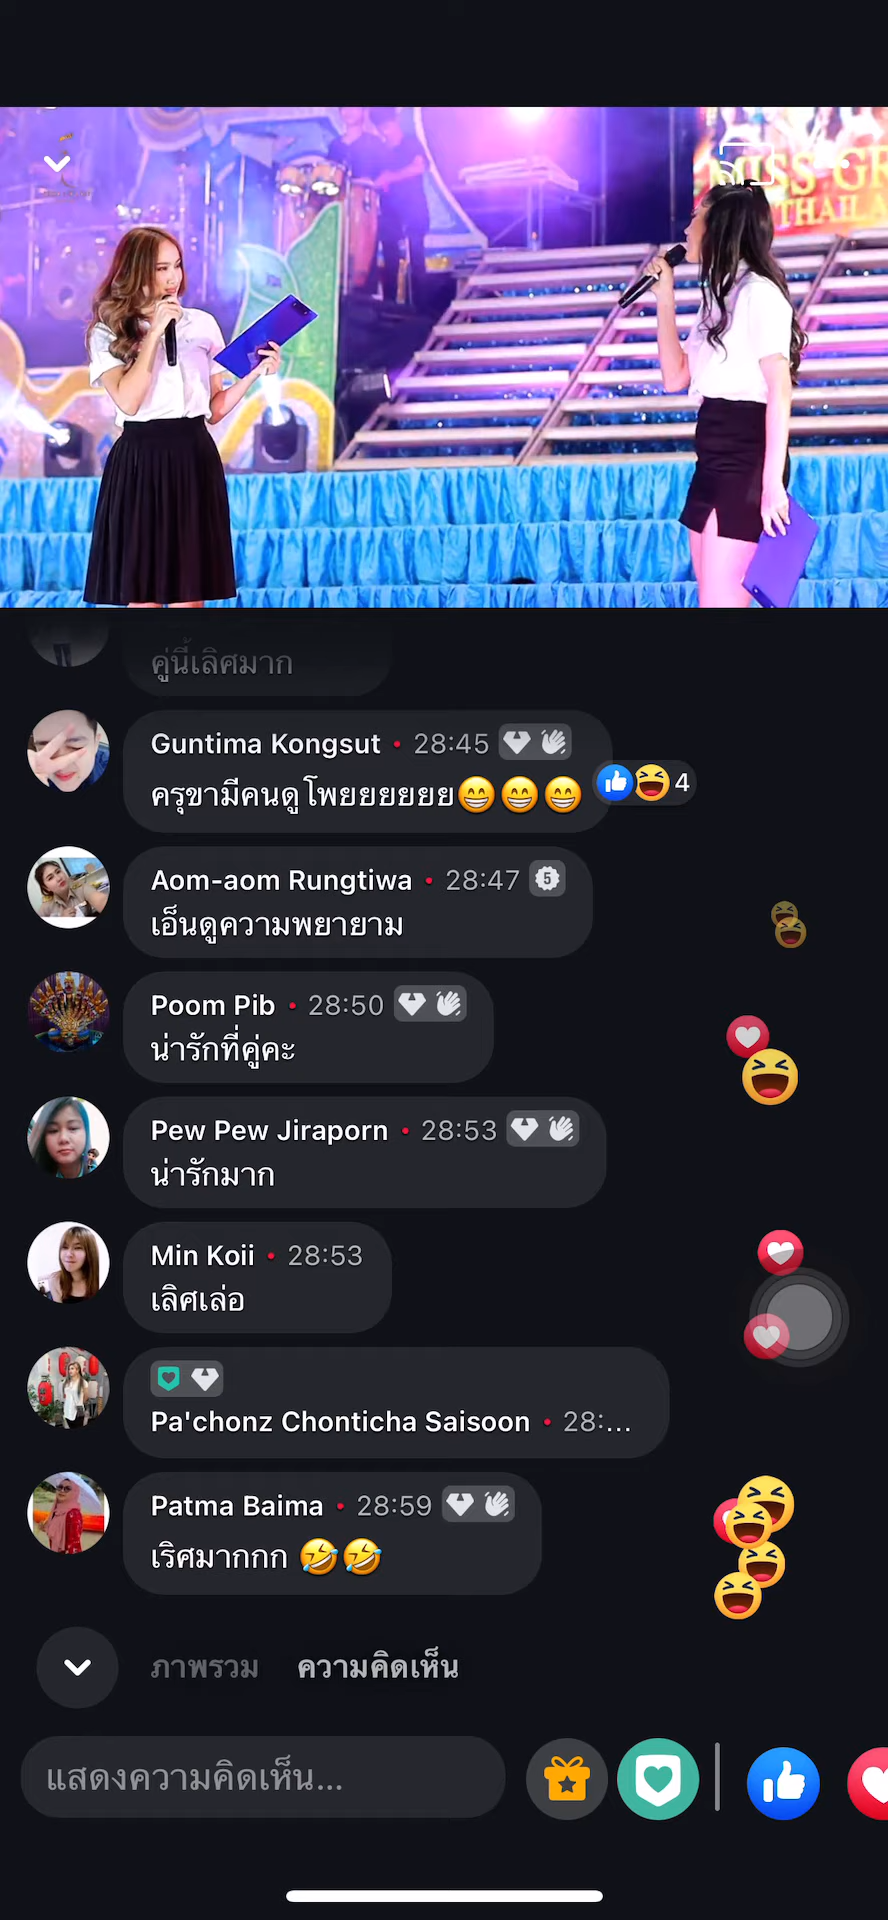 MISS GR
THAILA
คู่นี้เลิศมาก
Guntima Kongsut • 28:45
ครุขามีคนดูโพยยยยยย😁😁😁
4
Aom-aom Rungtiwa • 28:47 5
เอ็นดูความพยายาม
Poom Pib • 28:50
น่ารักที่คู่คะ
Pew Pew Jiraporn • 28:53
น่ารักมาก
Min Koii • 28:53
เลิศเล่อ
Pa'chonz Chonticha Saisoon • 28:...
Patma Baima • 28:59
เริศมากกก 🤣🤣
ภาพรวม ความคิดเห็น
แสดงความคิดเห็น...